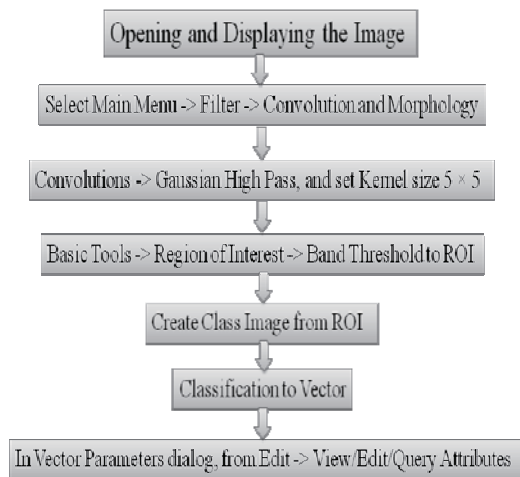 Opening and Displaying the Image
Select Main Menu -> Filter -> Convolution and Morphology
Convolutions -> Gaussian High Pass, and set Kernel size 5 × 5
Basic Tools -> Region of Interest -> Band Threshold to ROI
Create Class Image from ROI
Classification to Vector
In Vector Parameters dialog, from Edit -> View/Edit/Query Attributes